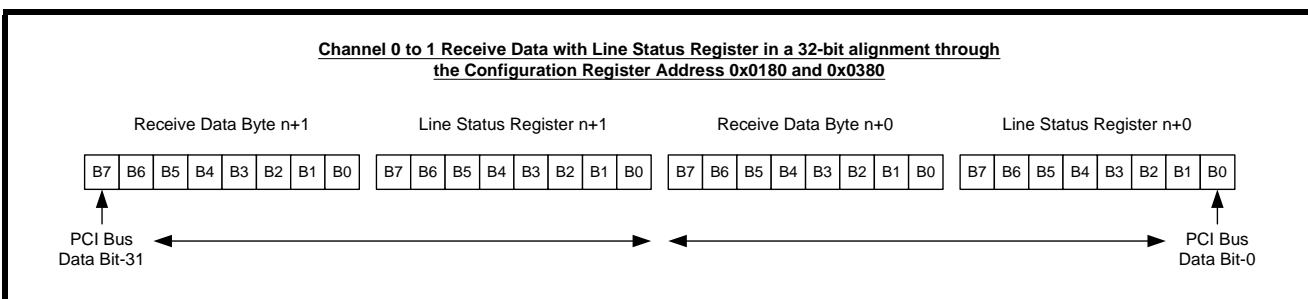 Channel 0 to 1 Receive Data with Line Status Register in a 32-bit alignment through
the Configuration Register Address 0x0180 and 0x0380
Receive Data Byte n+1 Line Status Register n+1 Receive Data Byte n+0 Line Status Register n+0
B7 B6 B5 B4 B3 B2 B1 B0 B7 B6 B5 B4 B3 B2 B1 B0 B7 B6 B5 B4 B3 B2 B1 B0 B7 B6 B5 B4 B3 B2 B1 B0
PCI Bus PCI Bus
Data Bit-31 Data Bit-0